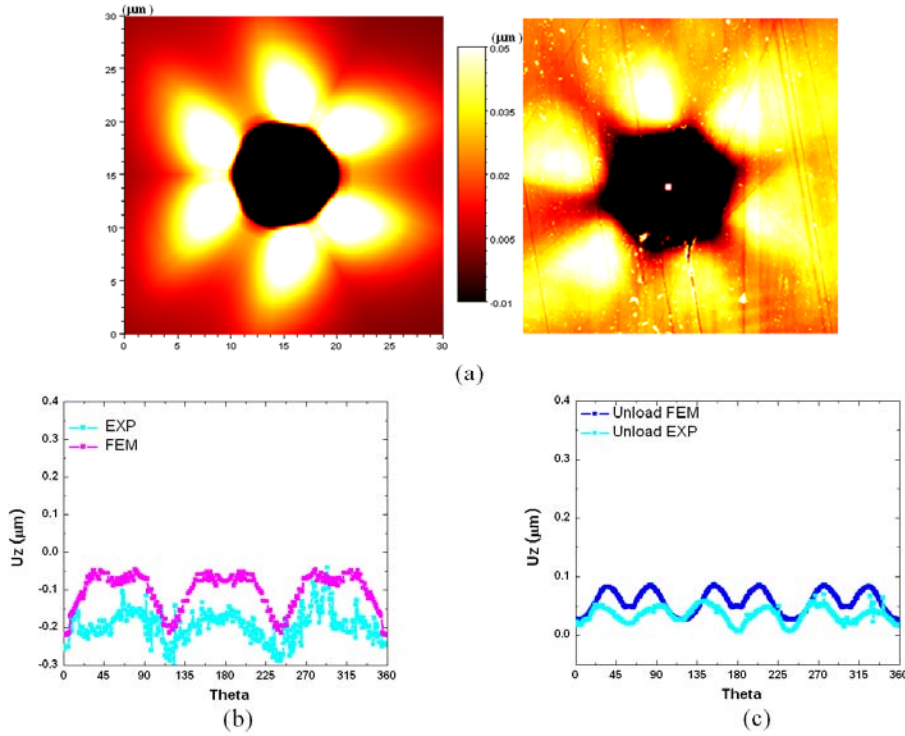 (μm)
30
25
20
15
10
5
0
0 5 10 15 20 25 30
(μm)
0.05
0.035
0.02
0.005
-0.01
(a)
0.4
0.3
0.2
0.1
0.0
-0.1
-0.2
-0.3
Uz (μm)
EXP
FEM
0 45 90 135 180 225 270 315 360
Theta
(b)
0.4
0.3
0.2
0.1
0.0
Uz (μm)
Unload FEM
Unload EXP
0 45 90 135 180 225 270 315 360
Theta
(c)